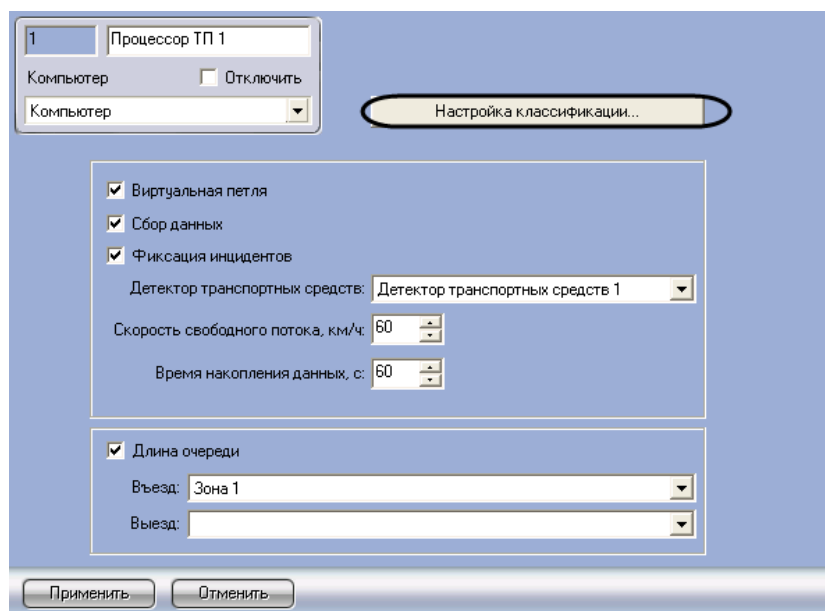 1
Процессор ТП 1
Компьютер
Отключить
Компьютер
Настройка классификации...
Виртуальная петля
Сбор данных
Фиксация инцидентов
Детектор транспортных средств: Детектор транспортных средств 1
Скорость свободного потока, км/ч: 60
Время накопления данных, с: 60
Длина очереди
Въезд: Зона 1
Выезд:
Применить
Отменить